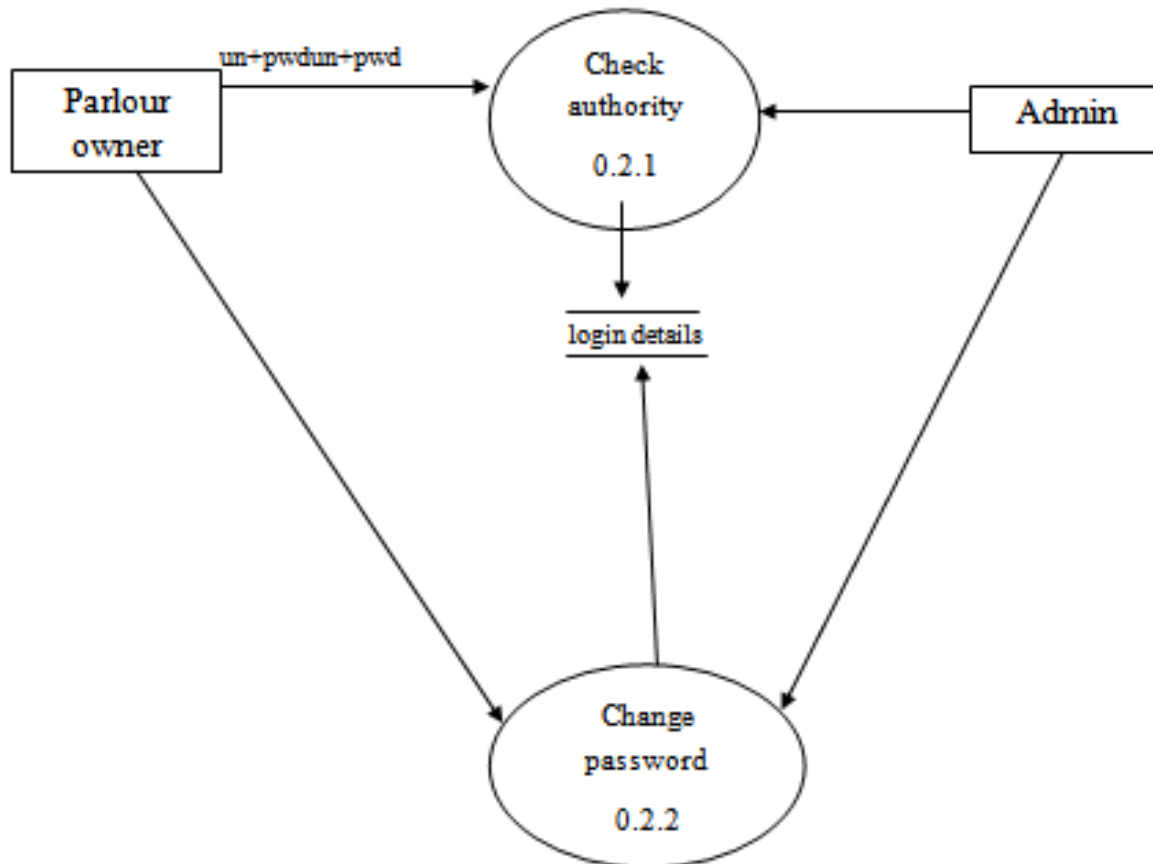 un+pwdun+pwd
Parlour
owner
Check
authority
0.2.1
Admin
login details
Change
password
0.2.2